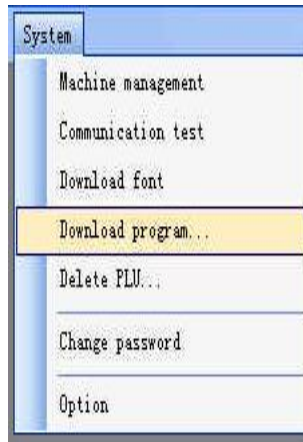 System
Machine management
Communication test
Download font
Download program...
Delete PLU...
Change password
Option